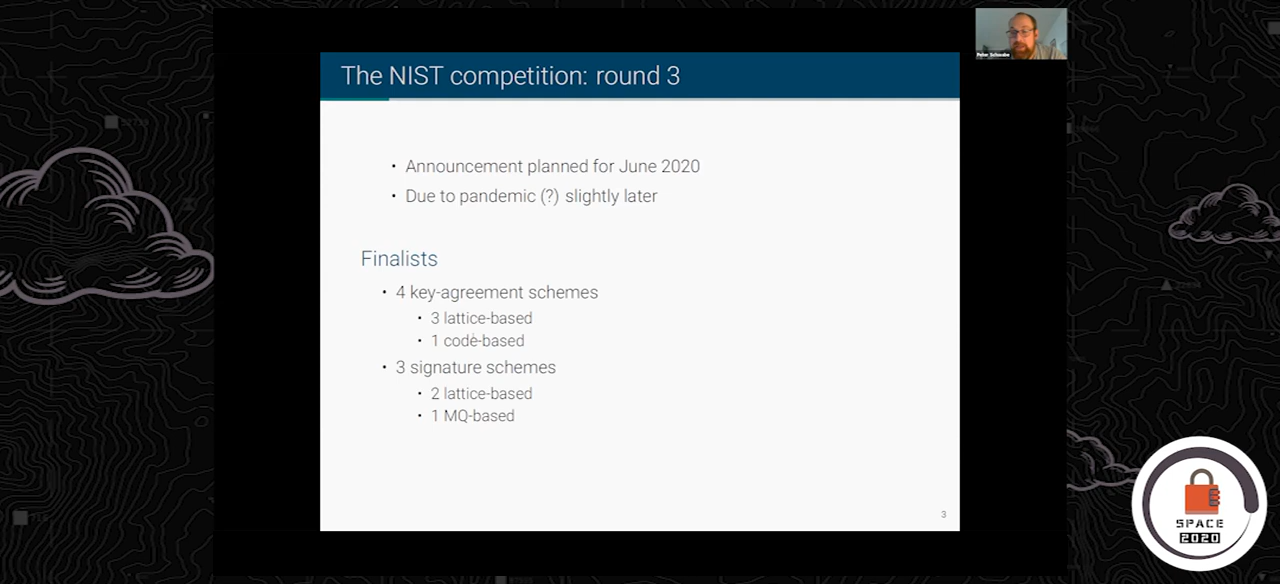 Peter Schwabe
The NIST competition: round 3
• Announcement planned for June 2020
• Due to pandemic (?) slightly later
Finalists
• 4 key-agreement schemes
• 3 lattice-based
• 1 code-based
• 3 signature schemes
• 2 lattice-based
• 1 MQ-based
3
SPACE
2020